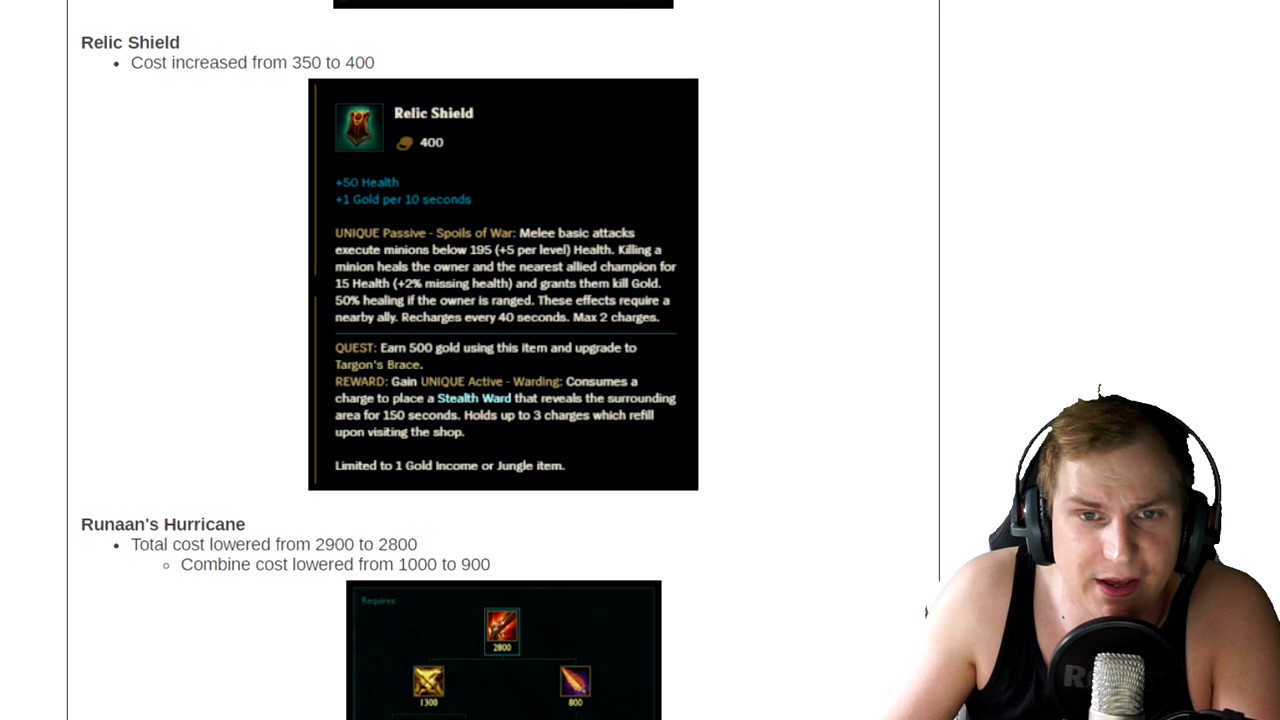 Relic Shield
• Cost increased from 350 to 400
Relic Shield
400
+50 Health
+1 Gold per 10 seconds
UNIQUE Passive - Spoils of War: Melee basic attacks
execute minions below 195 (+5 per level) Health. Killing a
minion heals the owner and the nearest allied champion for
15 Health (+2% missing health) and grants them kill Gold.
50% healing if the owner is ranged. These effects require a
nearby ally. Recharges every 40 seconds. Max 2 charges.
QUEST: Earn 500 gold using this item and upgrade to
Targon's Brace.
REWARD: Gain UNIQUE Active - Warding: Consumes a
charge to place a Stealth Ward that reveals the surrounding
area for 150 seconds. Holds up to 3 charges which refill
upon visiting the shop.
Limited to 1 Gold Income or Jungle item.
Runaan's Hurricane
• Total cost lowered from 2900 to 2800
◦ Combine cost lowered from 1000 to 900
Requires:
2800
1300 800